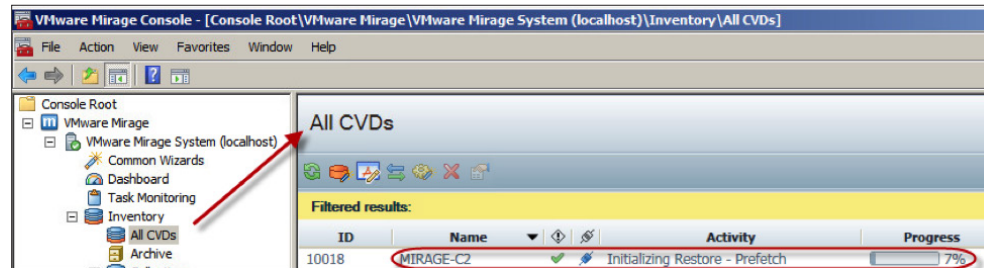 VMware Mirage Console - [Console Root\VMware Mirage\VMware Mirage System (localhost)\Inventory\All CVDs]
File Action View Favorites Window Help
Console Root
VMware Mirage
VMware Mirage System (localhost)
Common Wizards
Dashboard
Task Monitoring
Inventory
All CVDs
Archive
All CVDs
Filtered results:
ID Name Activity Progress
10018 MIRAGE-C2 Initializing Restore - Prefetch 7%